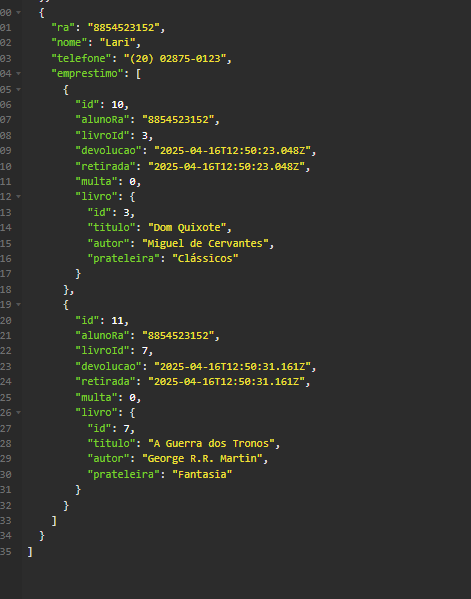 00 {
01 "ra": "8854523152",
02 "nome": "Lari",
03 "telefone": "(20) 02875-0123",
04 "emprestimo": [
05 {
06 "id": 10,
07 "alunoRa": "8854523152",
08 "livroId": 3,
09 "devolucao": "2025-04-16T12:50:23.048Z",
10 "retirada": "2025-04-16T12:50:23.048Z",
11 "multa": 0,
12 "livro": {
13 "id": 3,
14 "titulo": "Dom Quixote",
15 "autor": "Miguel de Cervantes",
16 "prateleira": "Clássicos"
17 }
18 },
19 {
20 "id": 11,
21 "alunoRa": "8854523152",
22 "livroId": 7,
23 "devolucao": "2025-04-16T12:50:31.161Z",
24 "retirada": "2025-04-16T12:50:31.161Z",
25 "multa": 0,
26 "livro": {
27 "id": 7,
28 "titulo": "A Guerra dos Tronos",
29 "autor": "George R.R. Martin",
30 "prateleira": "Fantasia"
31 }
32 }
33 ]
34 }
35 ]